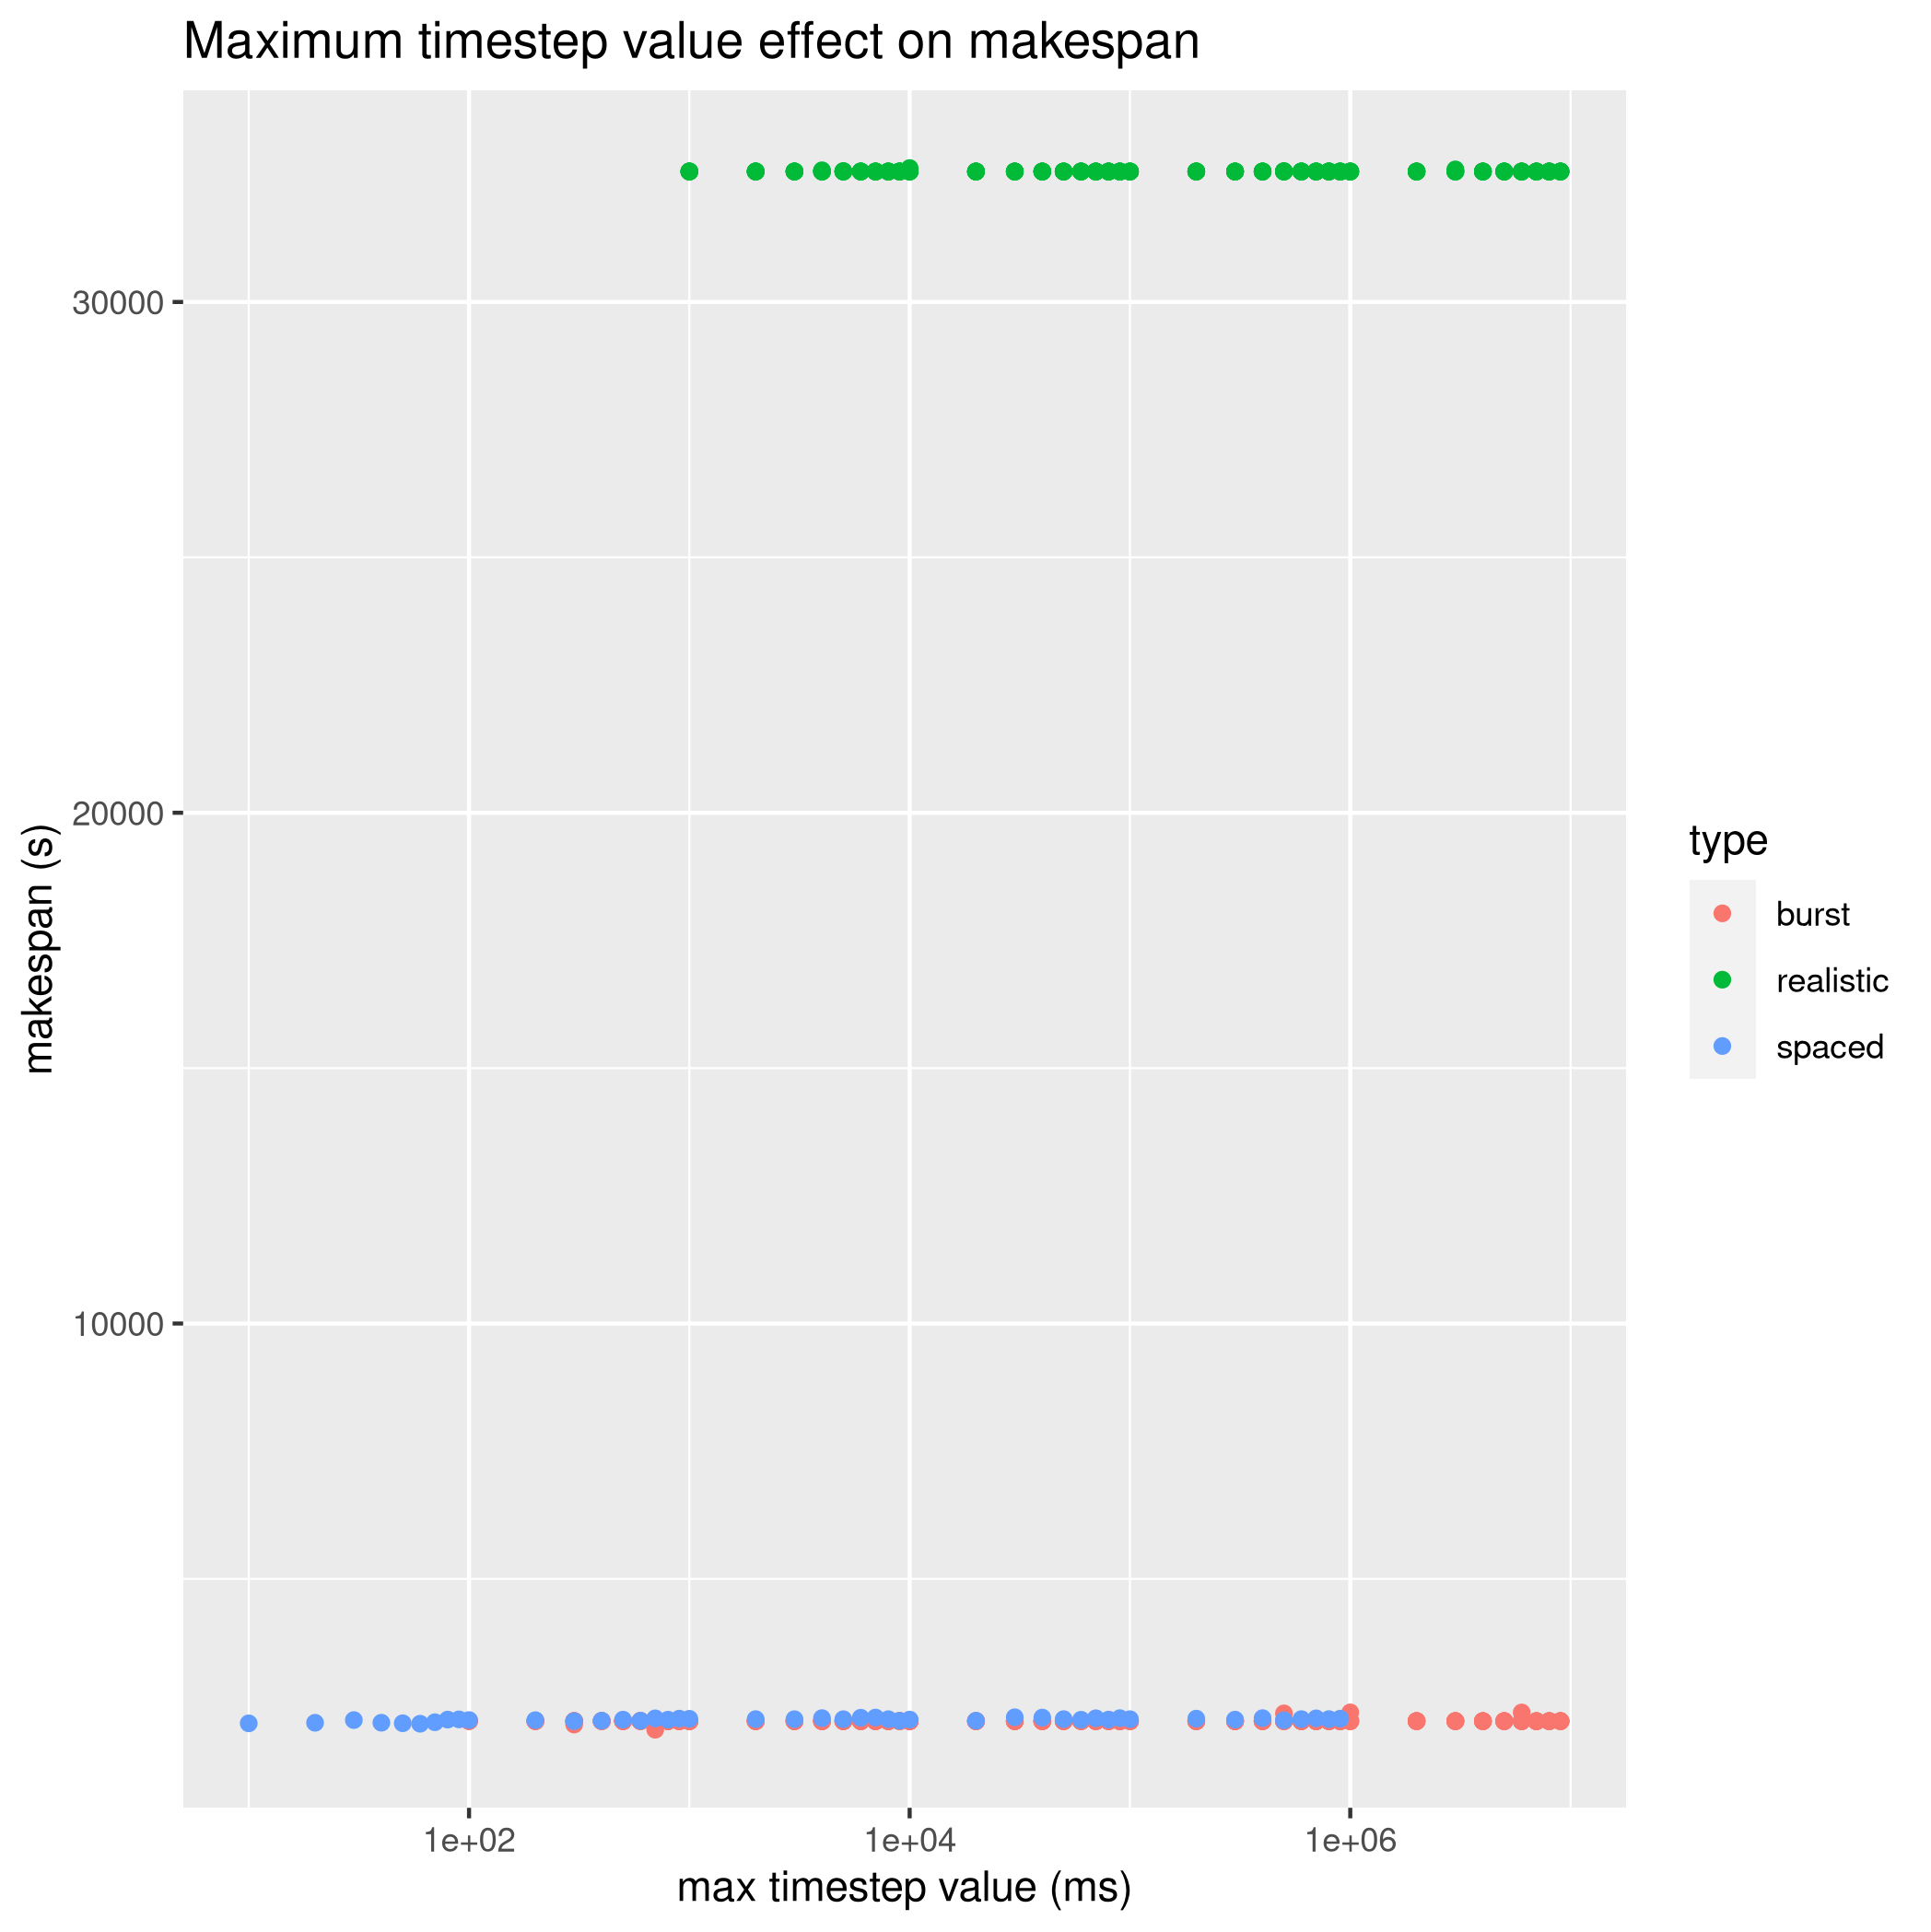 Maximum timestep value effect on makespan
30000
20000
10000
makespan (s)
1e+02
1e+04
1e+06
max timestep value (ms)
type
burst
realistic
spaced